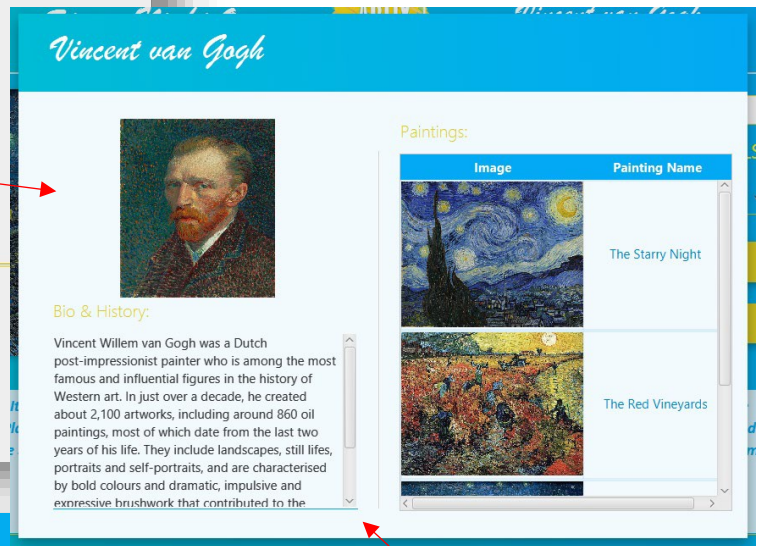 Vincent van Gogh
Bio & History:
Vincent Willem van Gogh was a Dutch
post-impressionist painter who is among the most
famous and influential figures in the history of
Western art. In just over a decade, he created
about 2,100 artworks, including around 860 oil
paintings, most of which date from the last two
years of his life. They include landscapes, still lifes,
portraits and self-portraits, and are characterised
by bold colours and dramatic, impulsive and
expressive brushwork that contributed to the
Paintings:
Image Painting Name
The Starry Night
The Red Vineyards